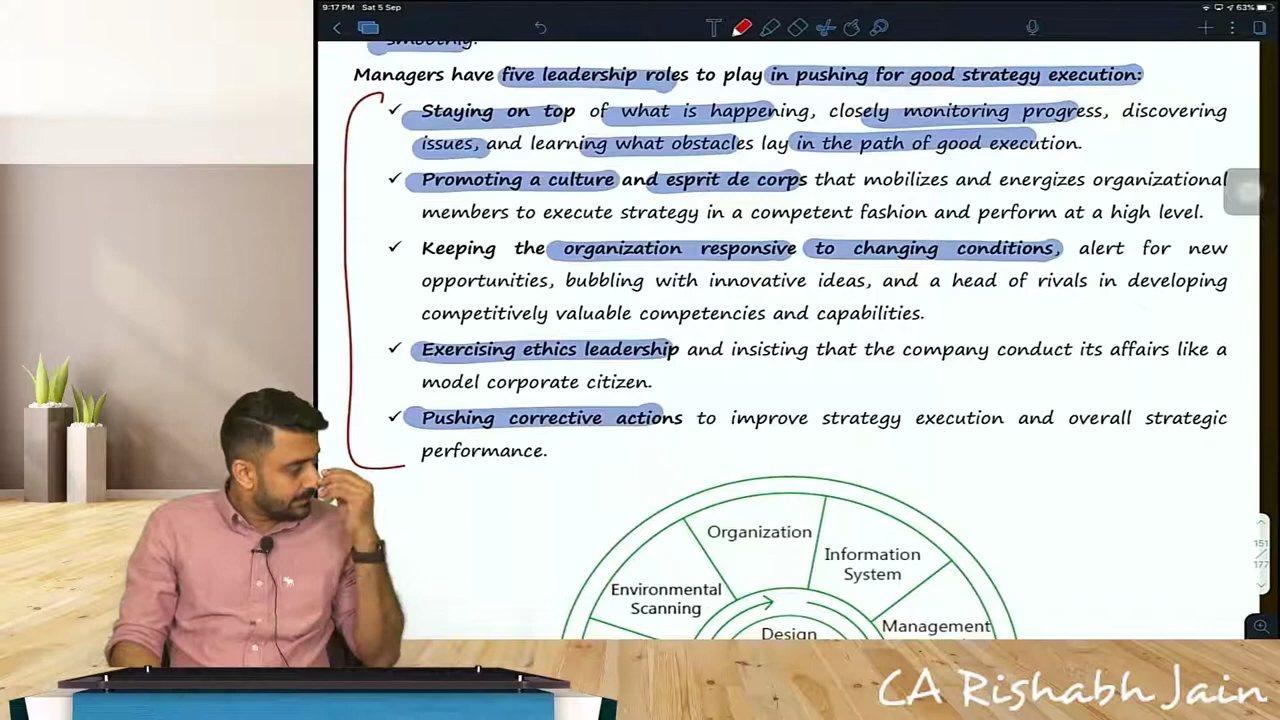 9:17 PM Sat 5 Sep
63%
smoothly.
Managers have five leadership roles to play in pushing for good strategy execution:
✓ Staying on top of what is happening, closely monitoring progress, discovering
issues, and learning what obstacles lay in the path of good execution.
✓ Promoting a culture and esprit de corps that mobilizes and energizes organizational
members to execute strategy in a competent fashion and perform at a high level.
✓ Keeping the organization responsive to changing conditions, alert for new
opportunities, bubbling with innovative ideas, and a head of rivals in developing
competitively valuable competencies and capabilities.
✓ Exercising ethics leadership and insisting that the company conduct its affairs like a
model corporate citizen.
✓ Pushing corrective actions to improve strategy execution and overall strategic
performance.
Organization
Information
System
Environmental
Scanning
Management
Design
151
177
CA Rishabh Jain